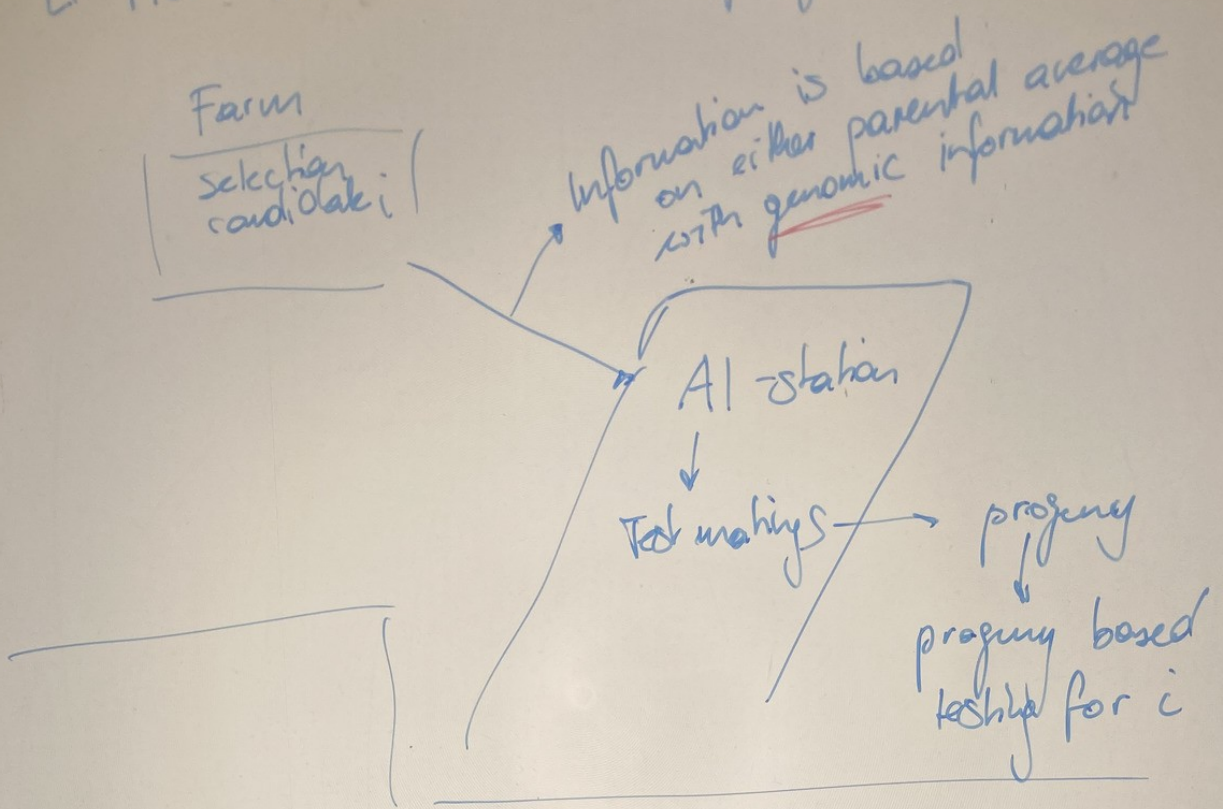 Farm
selection
candidate i
Information is based
on either parental average
with genomic information
AI-station
Test matings
progeny
progeny based
testing for i